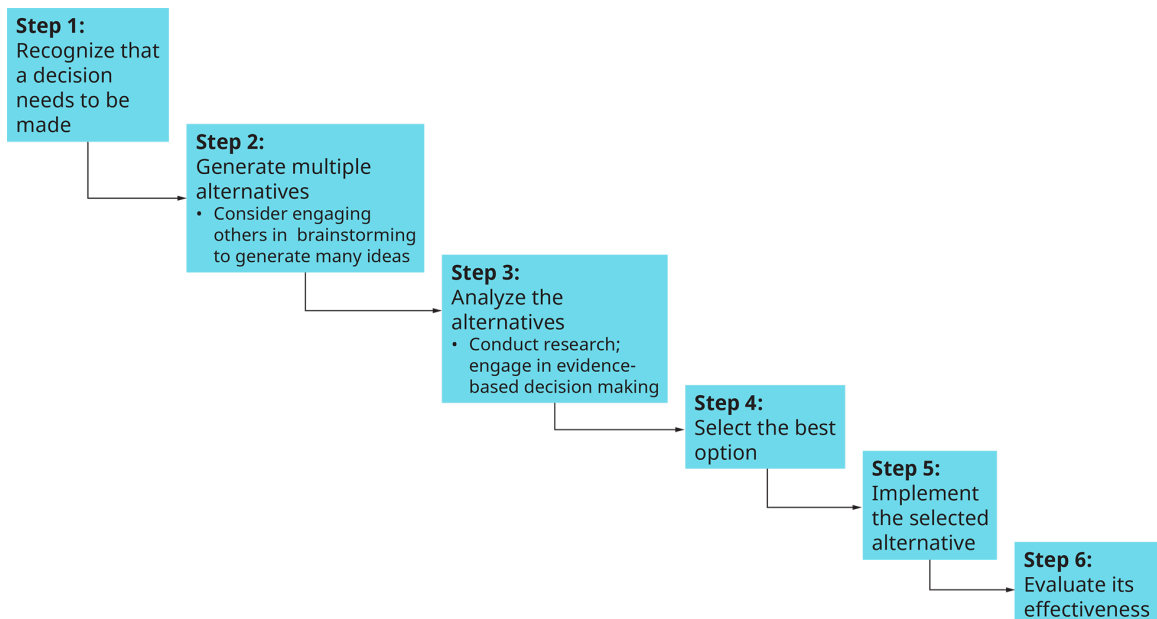 Step 1:
Recognize that
a decision
needs to be
made
Step 2:
Generate multiple
alternatives
• Consider engaging
others in brainstorming
to generate many ideas
Step 3:
Analyze the
alternatives
• Conduct research;
engage in evidence-
based decision making
Step 4:
Select the best
option
Step 5:
Implement
the selected
alternative
Step 6:
Evaluate its
effectiveness